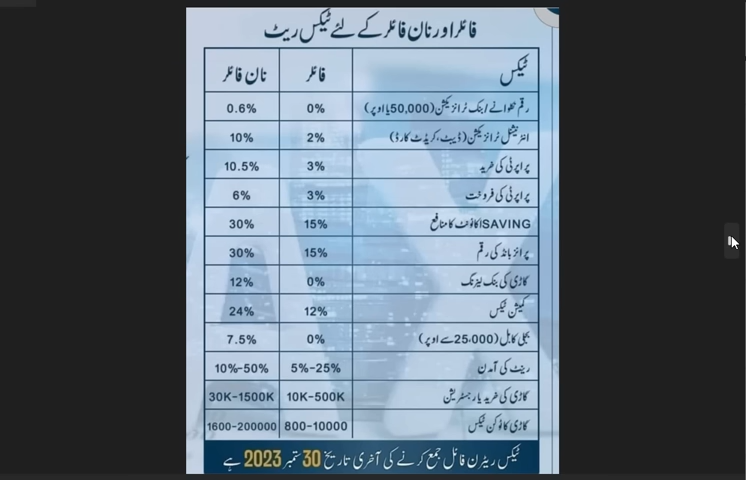 فائلر اور نان فائلر کے لئے ٹیکس ریٹ
ٹیکس فائلر نان فائلر
رقم نکلوانے / بنک ٹرانزیکشن (50,000 یا اوپر) 0% 0.6%
انٹرنیشنل ٹرانزیکشن (ڈیبٹ، کریڈٹ کارڈ) 2% 10%
پراپرٹی کی خرید 3% 10.5%
پراپرٹی کی فروخت 3% 6%
SAVING اکاؤنٹ کا منافع 15% 30%
پرائز بانڈ کی رقم 15% 30%
گاڑی کی بنک لیزنگ 0% 12%
کمیشن ٹیکس 12% 24%
بجلی کا بل (25,000 سے اوپر) 0% 7.5%
رینٹ کی آمدن 5%-25% 10%-50%
گاڑی کی خرید یا رجسٹریشن 10K-500K 30K-1500K
گاڑی کا ٹوکن ٹیکس 800-10000 1600-200000
ٹیکس ریٹرن فائل جمع کرنے کی آخری تاریخ 30 ستمبر 2023 ہے